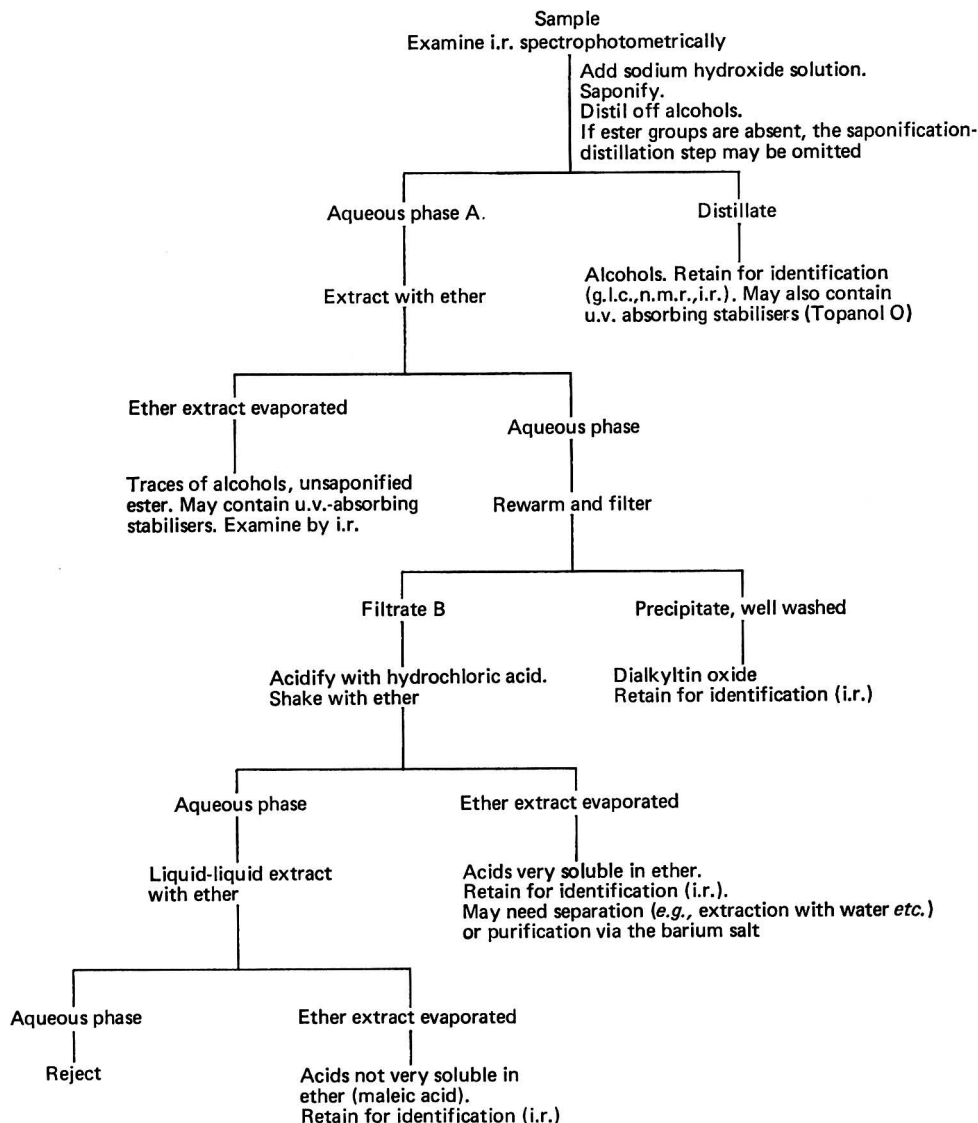 Sample
Examine i.r. spectrophotometrically
Add sodium hydroxide solution.
Saponify.
Distil off alcohols.
If ester groups are absent, the saponification-
distillation step may be omitted
Aqueous phase A.
Distillate
Extract with ether
Alcohols. Retain for identification
(g.l.c.,n.m.r.,i.r.). May also contain
u.v. absorbing stabilisers (Topanol O)
Ether extract evaporated
Aqueous phase
Traces of alcohols, unsaponified
ester. May contain u.v.-absorbing
stabilisers. Examine by i.r.
Rewarm and filter
Filtrate B
Precipitate, well washed
Acidify with hydrochloric acid.
Shake with ether
Dialkyltin oxide
Retain for identification (i.r.)
Aqueous phase
Ether extract evaporated
Liquid-liquid extract
with ether
Acids very soluble in ether.
Retain for identification (i.r.).
May need separation (e.g., extraction with water etc.)
or purification via the barium salt
Aqueous phase
Ether extract evaporated
Reject
Acids not very soluble in
ether (maleic acid).
Retain for identification (i.r.)